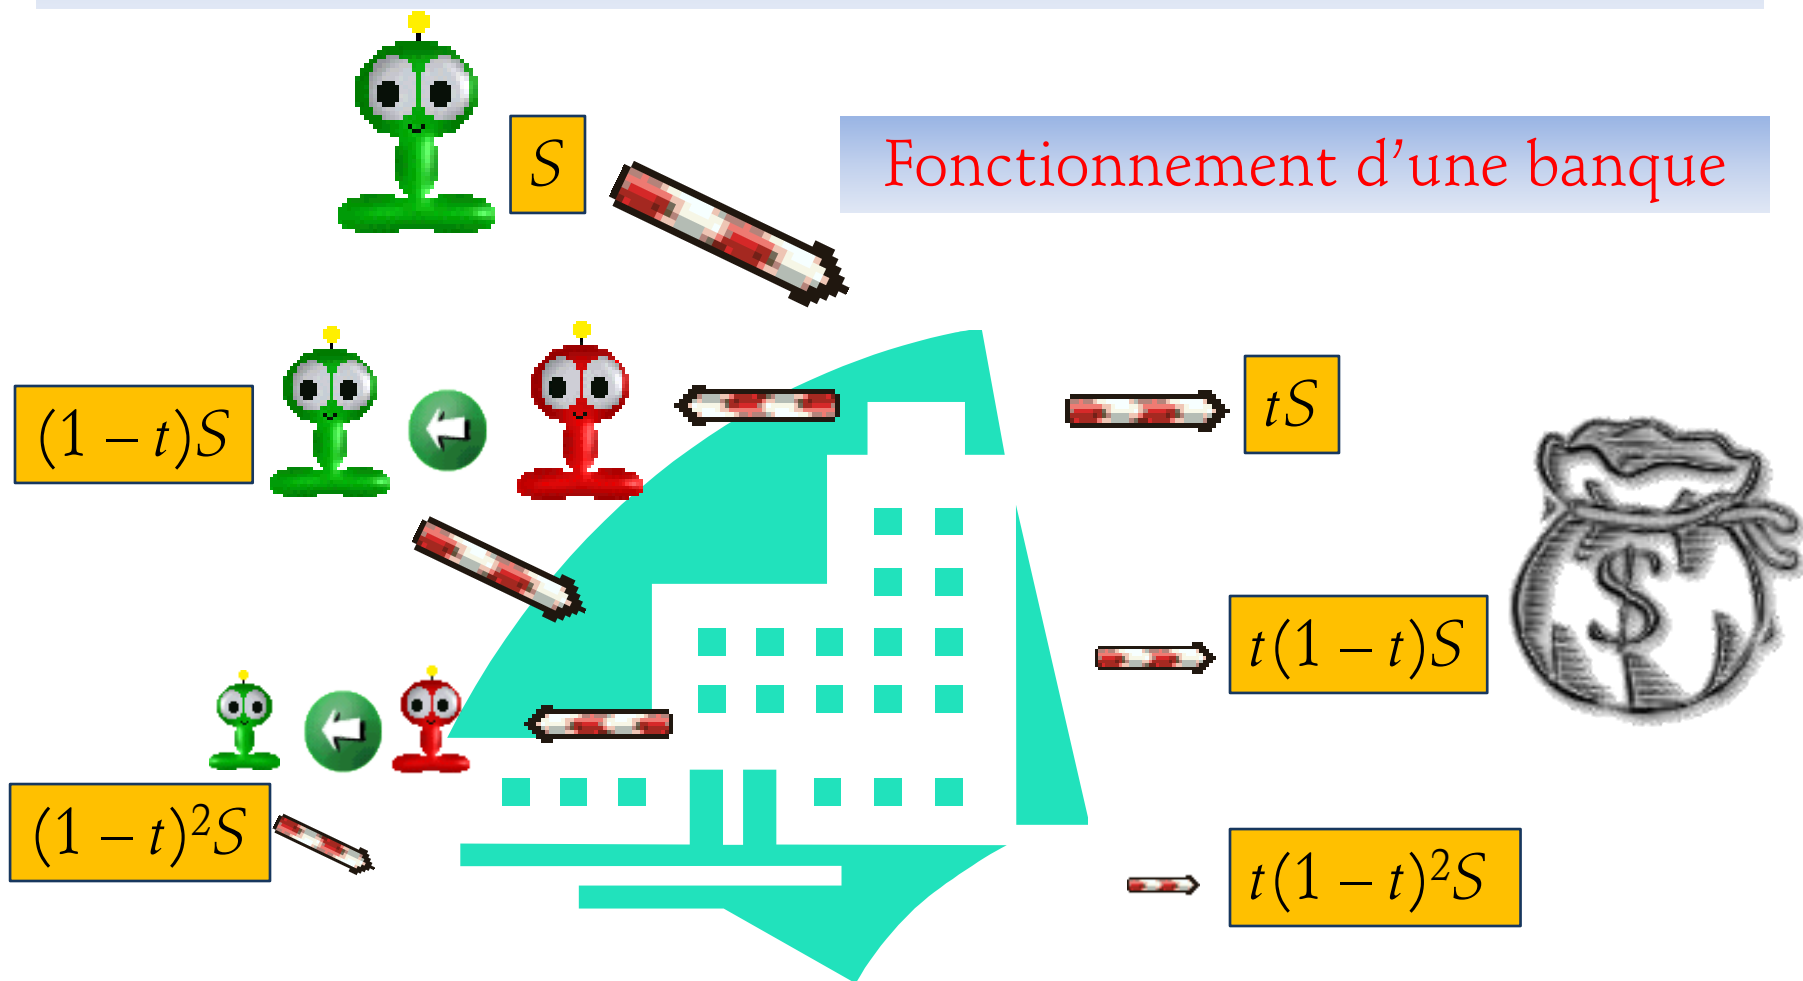 S
Fonctionnement d'une banque
(1 – t)S
tS
t(1 – t)S
(1 – t)²S
t(1 – t)²S
$